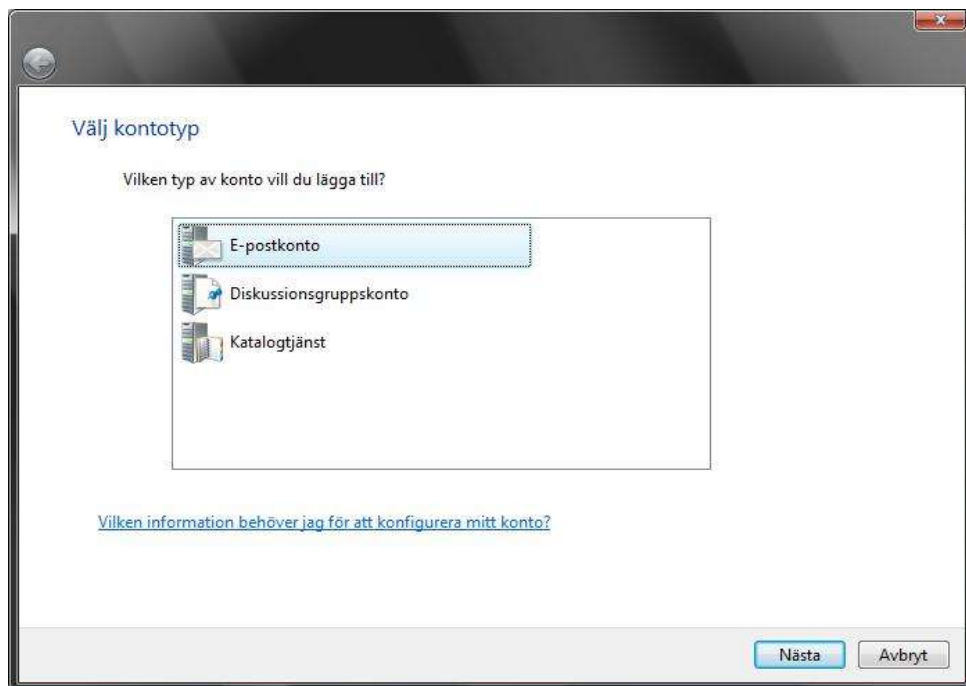 Välj kontotyp
Vilken typ av konto vill du lägga till?
E-postkonto
Diskussionsgruppskonto
Katalogtjänst
Vilken information behöver jag för att konfigurera mitt konto?
Nästa
Avbryt